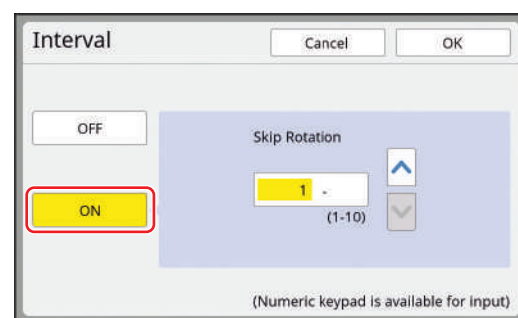 Interval
Cancel
OK
OFF
Skip Rotation
1 -
ON
(1-10)
(Numeric keypad is available for input)